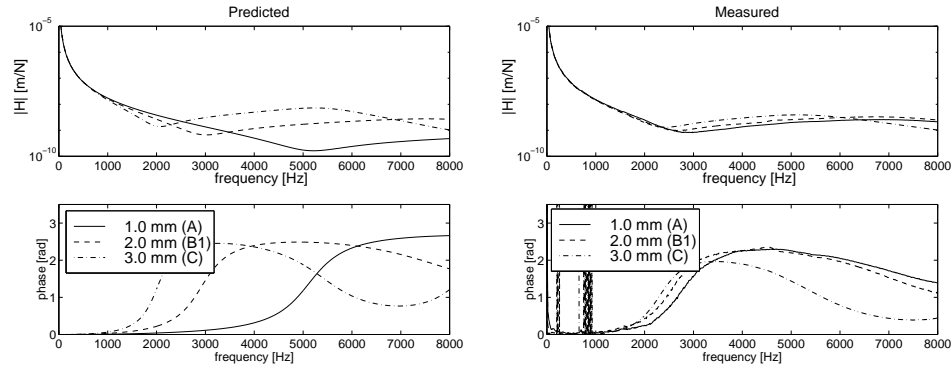 Predicted
10^-5
|H| [m/N]
10^-10
0 1000 2000 3000 4000 5000 6000 7000 8000
frequency [Hz]
3
2
1
0
phase [rad]
1.0 mm (A)
2.0 mm (B1)
3.0 mm (C)
0 1000 2000 3000 4000 5000 6000 7000 8000
frequency [Hz]
Measured
10^-5
|H| [m/N]
10^-10
0 1000 2000 3000 4000 5000 6000 7000 8000
frequency [Hz]
3
2
1
0
phase [rad]
1.0 mm (A)
2.0 mm (B1)
3.0 mm (C)
0 1000 2000 3000 4000 5000 6000 7000 8000
frequency [Hz]